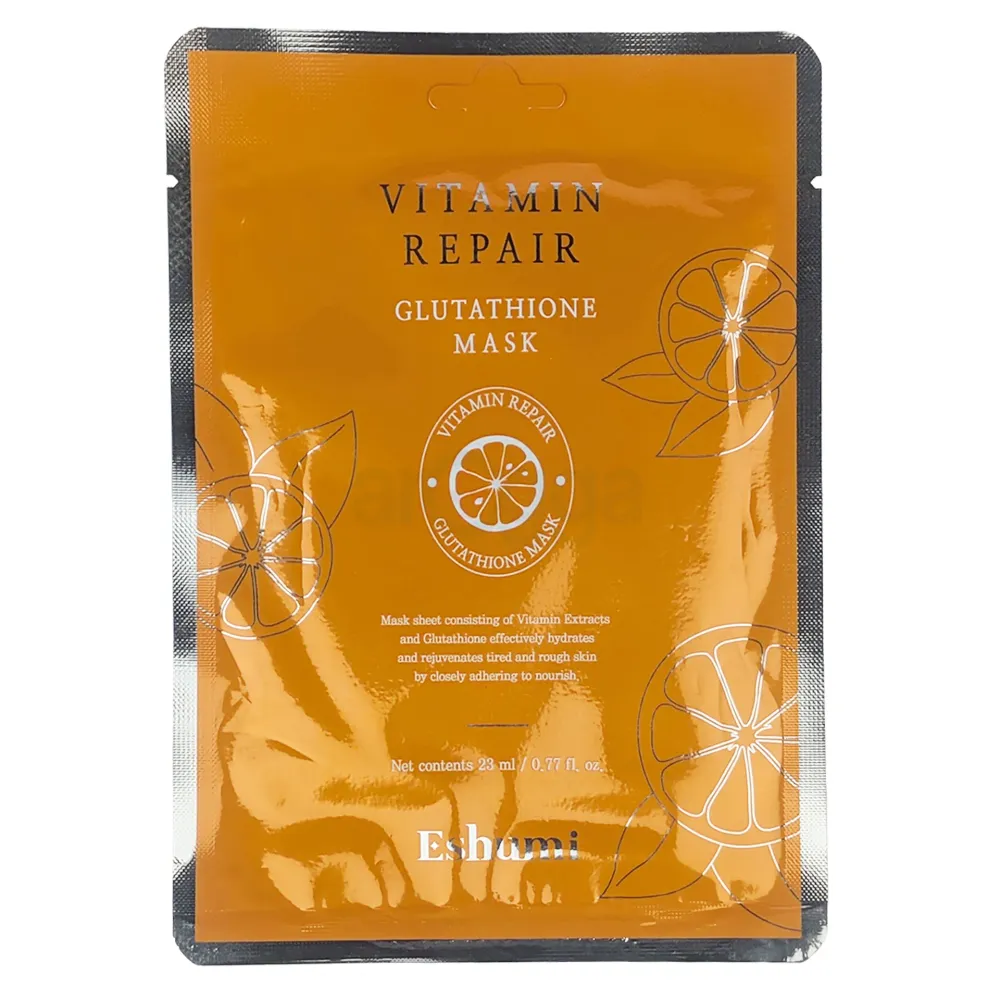 VITAMIN
REPAIR
GLUTATHIONE
MASK
VITAMIN REPAIR
GLUTATHIONE MASK
Mask sheet consisting of Vitamin Extracts
and Glutathione effectively hydrates
and rejuvenates tired and rough skin
by closely adhering to nourish.
Net contents 23 ml / 0.77 fl. oz.
Eshumi